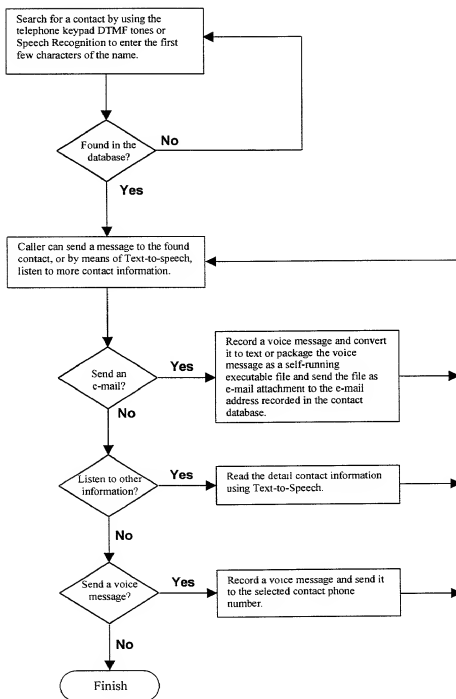 Search for a contact by using the
telephone keypad DTMF tones or
Speech Recognition to enter the first
few characters of the name.
Found in the
database?
No
Yes
Caller can send a message to the found
contact, or by means of Text-to-speech,
listen to more contact information.
Send an
e-mail?
Yes
Record a voice message and convert
it to text or package the voice
message as a self-running
executable file and send the file as
e-mail attachment to the e-mail
address recorded in the contact
database.
No
Listen to other
information?
Yes
Read the detail contact information
using Text-to-Speech.
No
Send a voice
message?
Yes
Record a voice message and send it
to the selected contact phone
number.
No
Finish